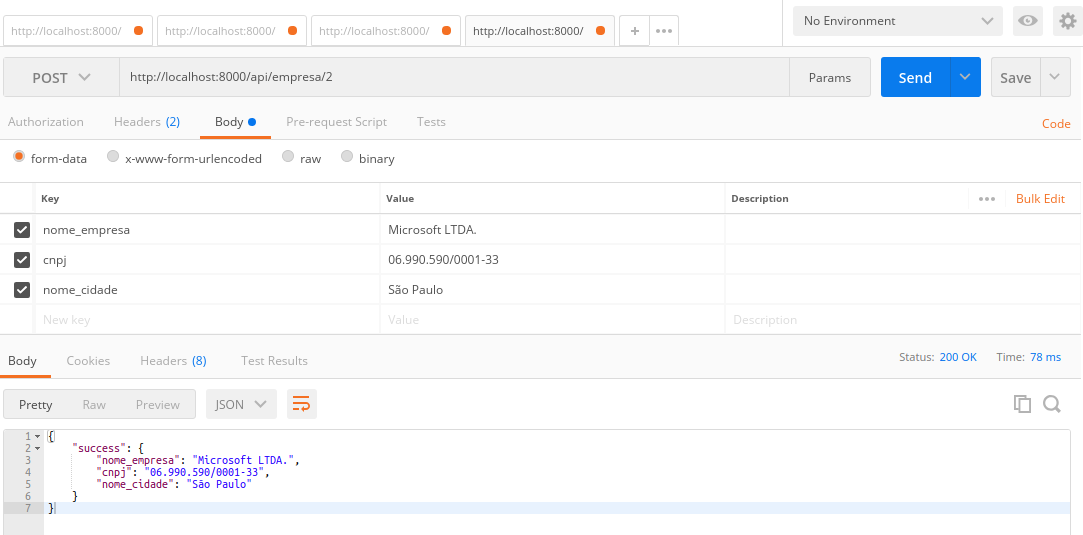 http://localhost:8000/ http://localhost:8000/ http://localhost:8000/ http://localhost:8000/ + No Environment
POST http://localhost:8000/api/empresa/2 Params Send Save
Authorization Headers (2) Body Pre-request Script Tests Code
form-data x-www-form-urlencoded raw binary
Key Value Description Bulk Edit
nome_empresa Microsoft LTDA.
cnpj 06.990.590/0001-33
nome_cidade São Paulo
New key Value Description
Body Cookies Headers (8) Test Results Status: 200 OK Time: 78 ms
Pretty Raw Preview JSON
1 {
2 "success": {
3 "nome_empresa": "Microsoft LTDA.",
4 "cnpj": "06.990.590/0001-33",
5 "nome_cidade": "São Paulo"
6 }
7 }